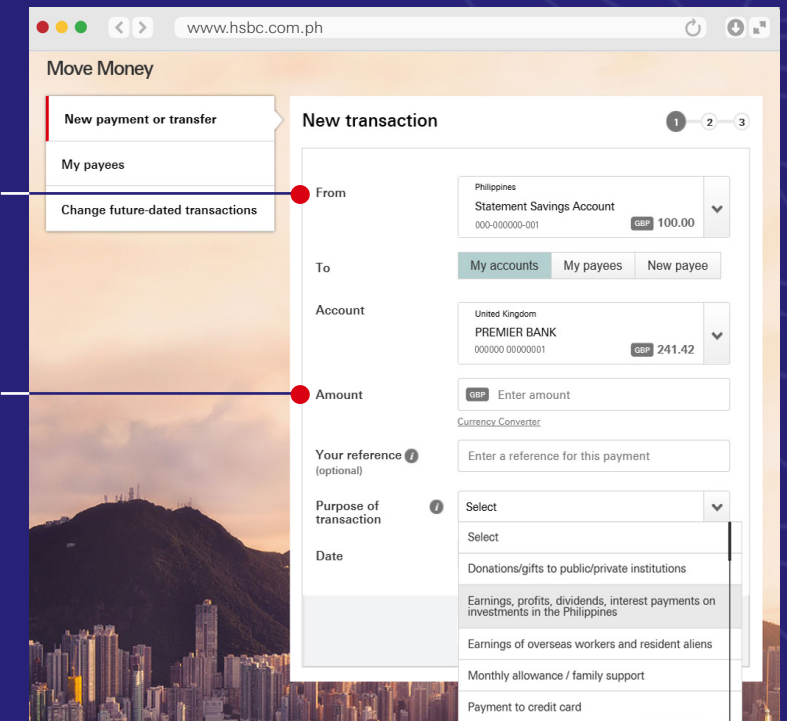 www.hsbc.com.ph
Move Money
New payment or transfer
My payees
Change future-dated transactions
New transaction
1 2 3
From
Philippines
Statement Savings Account
000-000000-001 GBP 100.00
To
My accounts My payees New payee
Account
United Kingdom
PREMIER BANK
000000 00000001 GBP 241.42
Amount
GBP Enter amount
Currency Converter
Your reference i
(optional)
Enter a reference for this payment
Purpose of
transaction i
Select
Select
Date
Donations/gifts to public/private institutions
Earnings, profits, dividends, interest payments on
investments in the Philippines
Earnings of overseas workers and resident aliens
Monthly allowance / family support
Payment to credit card